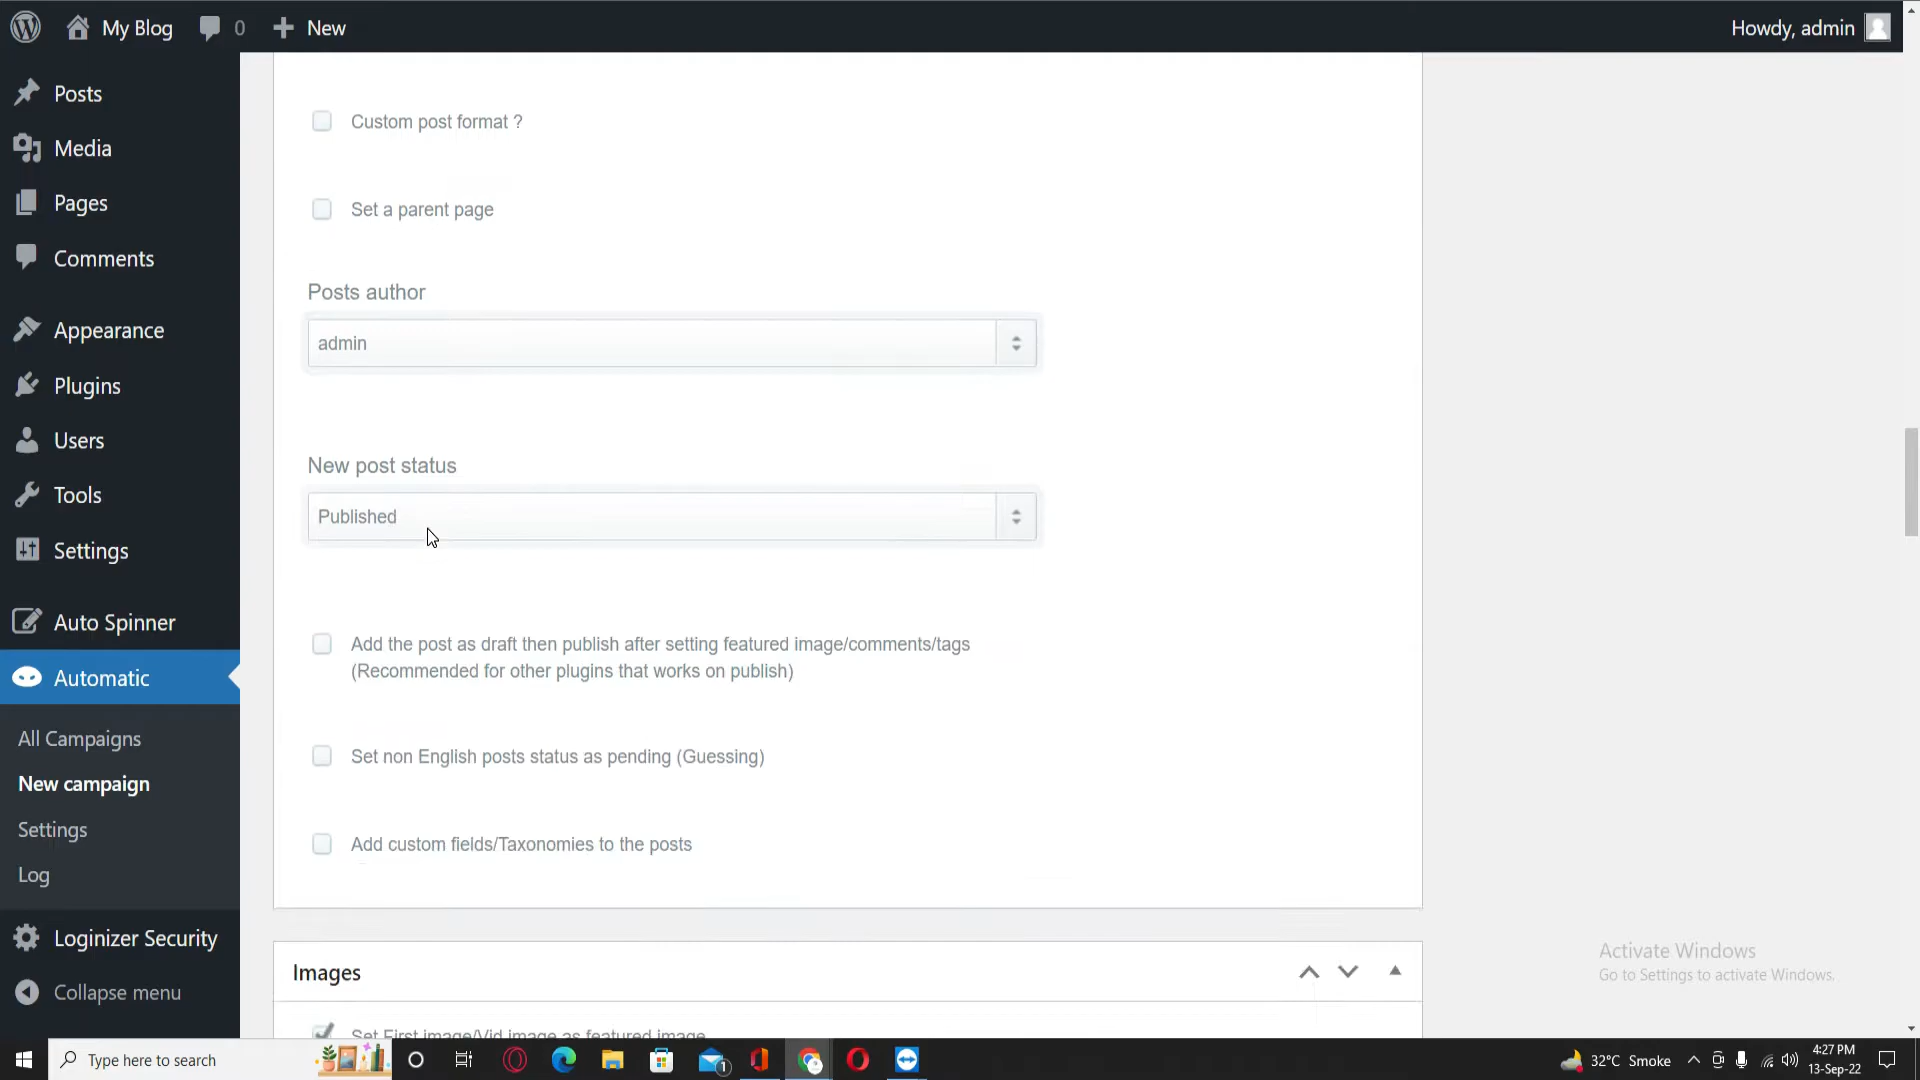 My Blog
0
New
Howdy, admin
Posts
Media
Pages
Comments
Appearance
Plugins
Users
Tools
Settings
Auto Spinner
Automatic
All Campaigns
New campaign
Settings
Log
Loginizer Security
Collapse menu
Custom post format ?
Set a parent page
Posts author
admin
New post status
Published
Add the post as draft then publish after setting featured image/comments/tags
(Recommended for other plugins that works on publish)
Set non English posts status as pending (Guessing)
Add custom fields/Taxonomies to the posts
Images
Set First image/Vid image as featured image
Activate Windows
Go to Settings to activate Windows.
Type here to search
1
32°C Smoke
4:27 PM
13-Sep-22